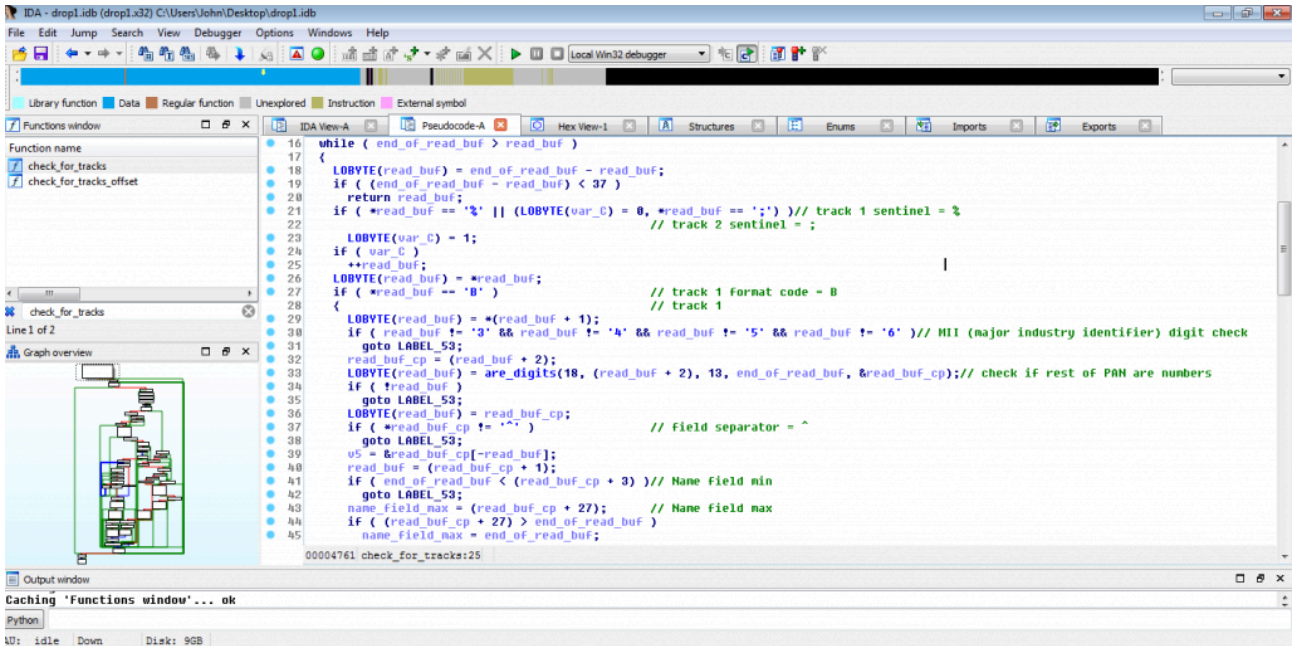 IDA - drop1.idb (drop1.x32) C:\Users\John\Desktop\drop1.idb
File Edit Jump Search View Debugger Options Windows Help
Local Win32 debugger
Library function Data Regular function Unexplored Instruction External symbol
Functions window
IDA View-A Pseudocode-A Hex View-1 Structures Enums Imports Exports
Function name
check_for_tracks
check_for_tracks_offset
check_for_tracks
Line 1 of 2
Graph overview
16 while ( end_of_read_buf > read_buf )
17 {
18 LOBYTE(read_buf) = end_of_read_buf - read_buf;
19 if ( (end_of_read_buf - read_buf) < 37 )
20 return read_buf;
21 if ( *read_buf == '%' || (LOBYTE(var_C) = 0, *read_buf == ';') )// track 1 sentinel = %
22 // track 2 sentinel = ;
23 LOBYTE(var_C) = 1;
24 if ( var_C )
25 ++read_buf;
26 LOBYTE(read_buf) = *read_buf;
27 if ( *read_buf == 'B' ) // track 1 format code = B
28 { // track 1
29 LOBYTE(read_buf) = *(read_buf + 1);
30 if ( read_buf != '3' && read_buf != '4' && read_buf != '5' && read_buf != '6' )// MII (major industry identifier) digit check
31 goto LABEL_53;
32 read_buf_cp = (read_buf + 2);
33 LOBYTE(read_buf) = are_digits(18, (read_buf + 2), 13, end_of_read_buf, &read_buf_cp);// check if rest of PAN are numbers
34 if ( !read_buf )
35 goto LABEL_53;
36 LOBYTE(read_buf) = read_buf_cp;
37 if ( *read_buf_cp != '^' ) // field separator = ^
38 goto LABEL_53;
39 v5 = &read_buf_cp[-read_buf];
40 read_buf = (read_buf_cp + 1);
41 if ( end_of_read_buf < (read_buf_cp + 3) )// Name field min
42 goto LABEL_53;
43 name_field_max = (read_buf_cp + 27); // Name field max
44 if ( (read_buf_cp + 27) > end_of_read_buf )
45 name_field_max = end_of_read_buf;
00004761 check_for_tracks:25
Output window
Caching 'Functions window'... ok
Python
AU: idle Down Disk: 9GB